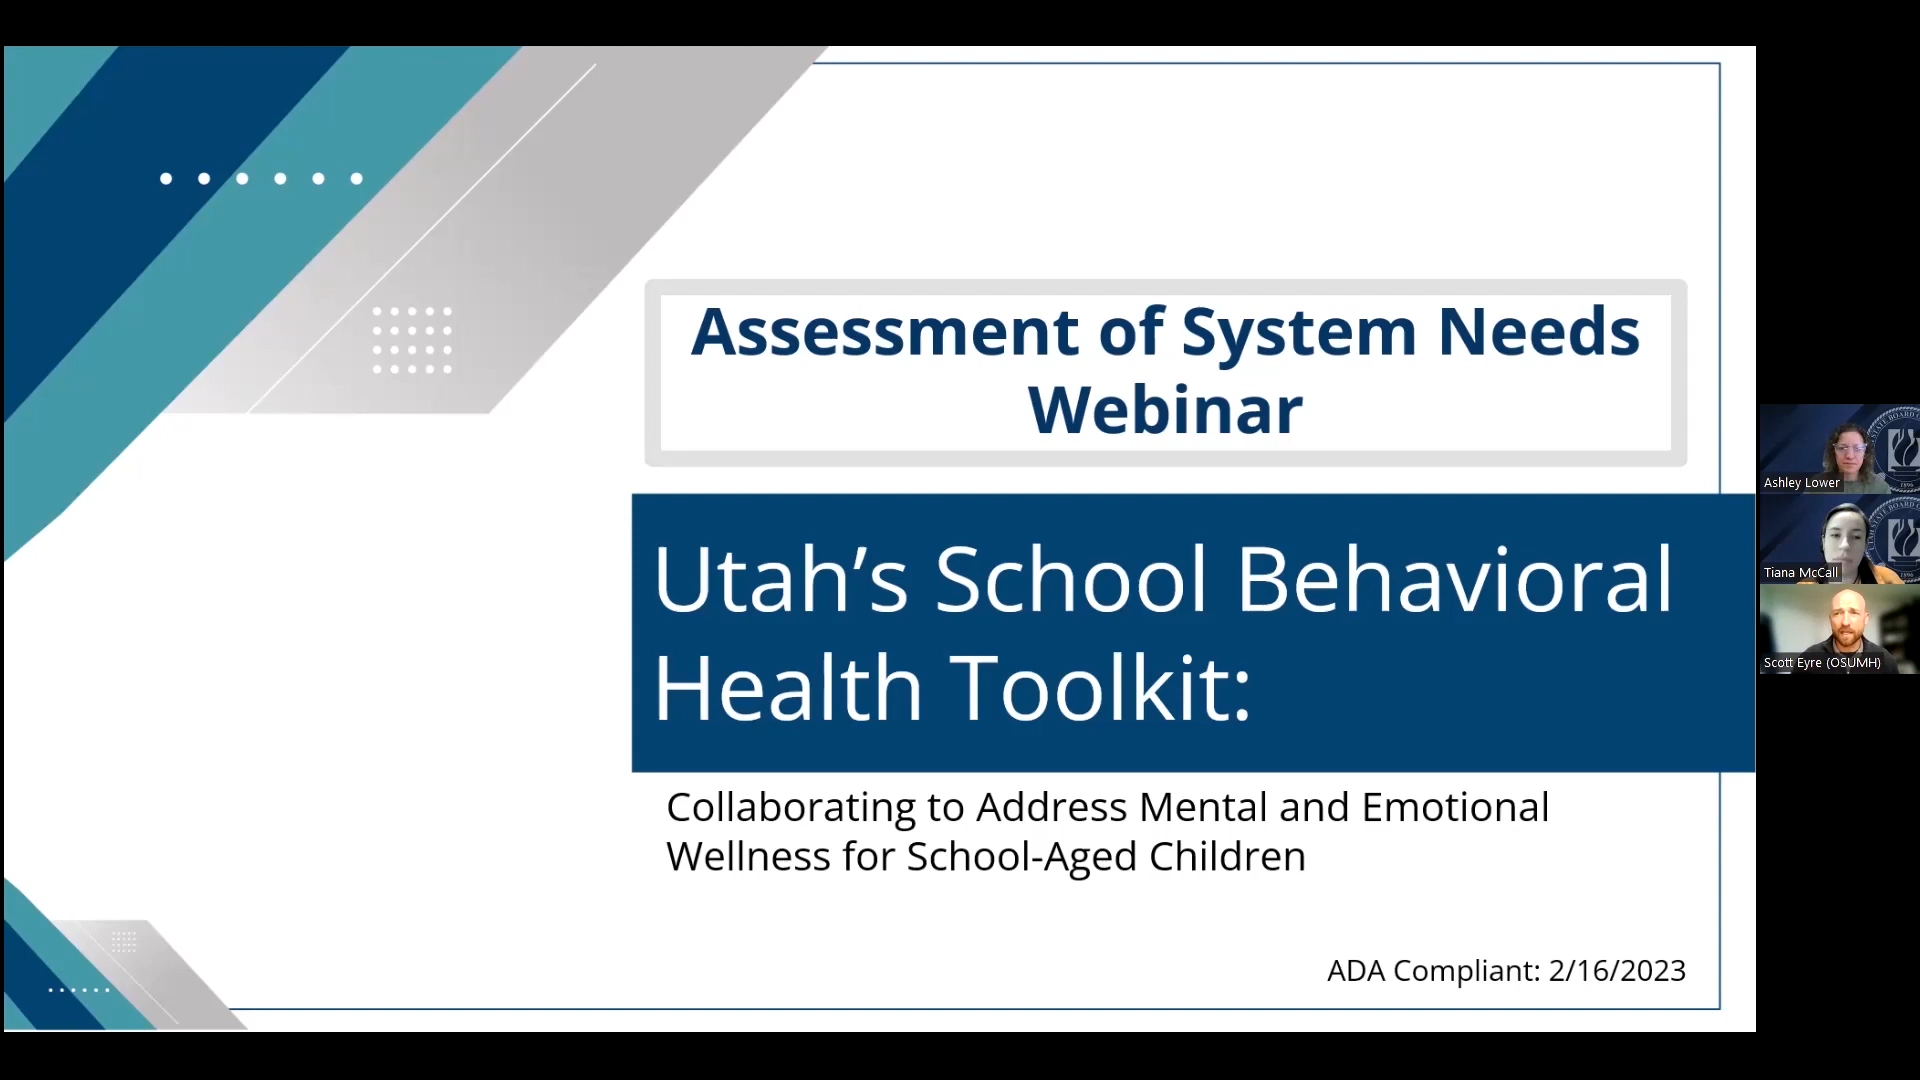 Assessment of System Needs
Webinar
Utah’s School Behavioral
Health Toolkit:
Collaborating to Address Mental and Emotional
Wellness for School-Aged Children
ADA Compliant: 2/16/2023
Ashley Lower
Tiana McCall
Scott Eyre (OSUMH)